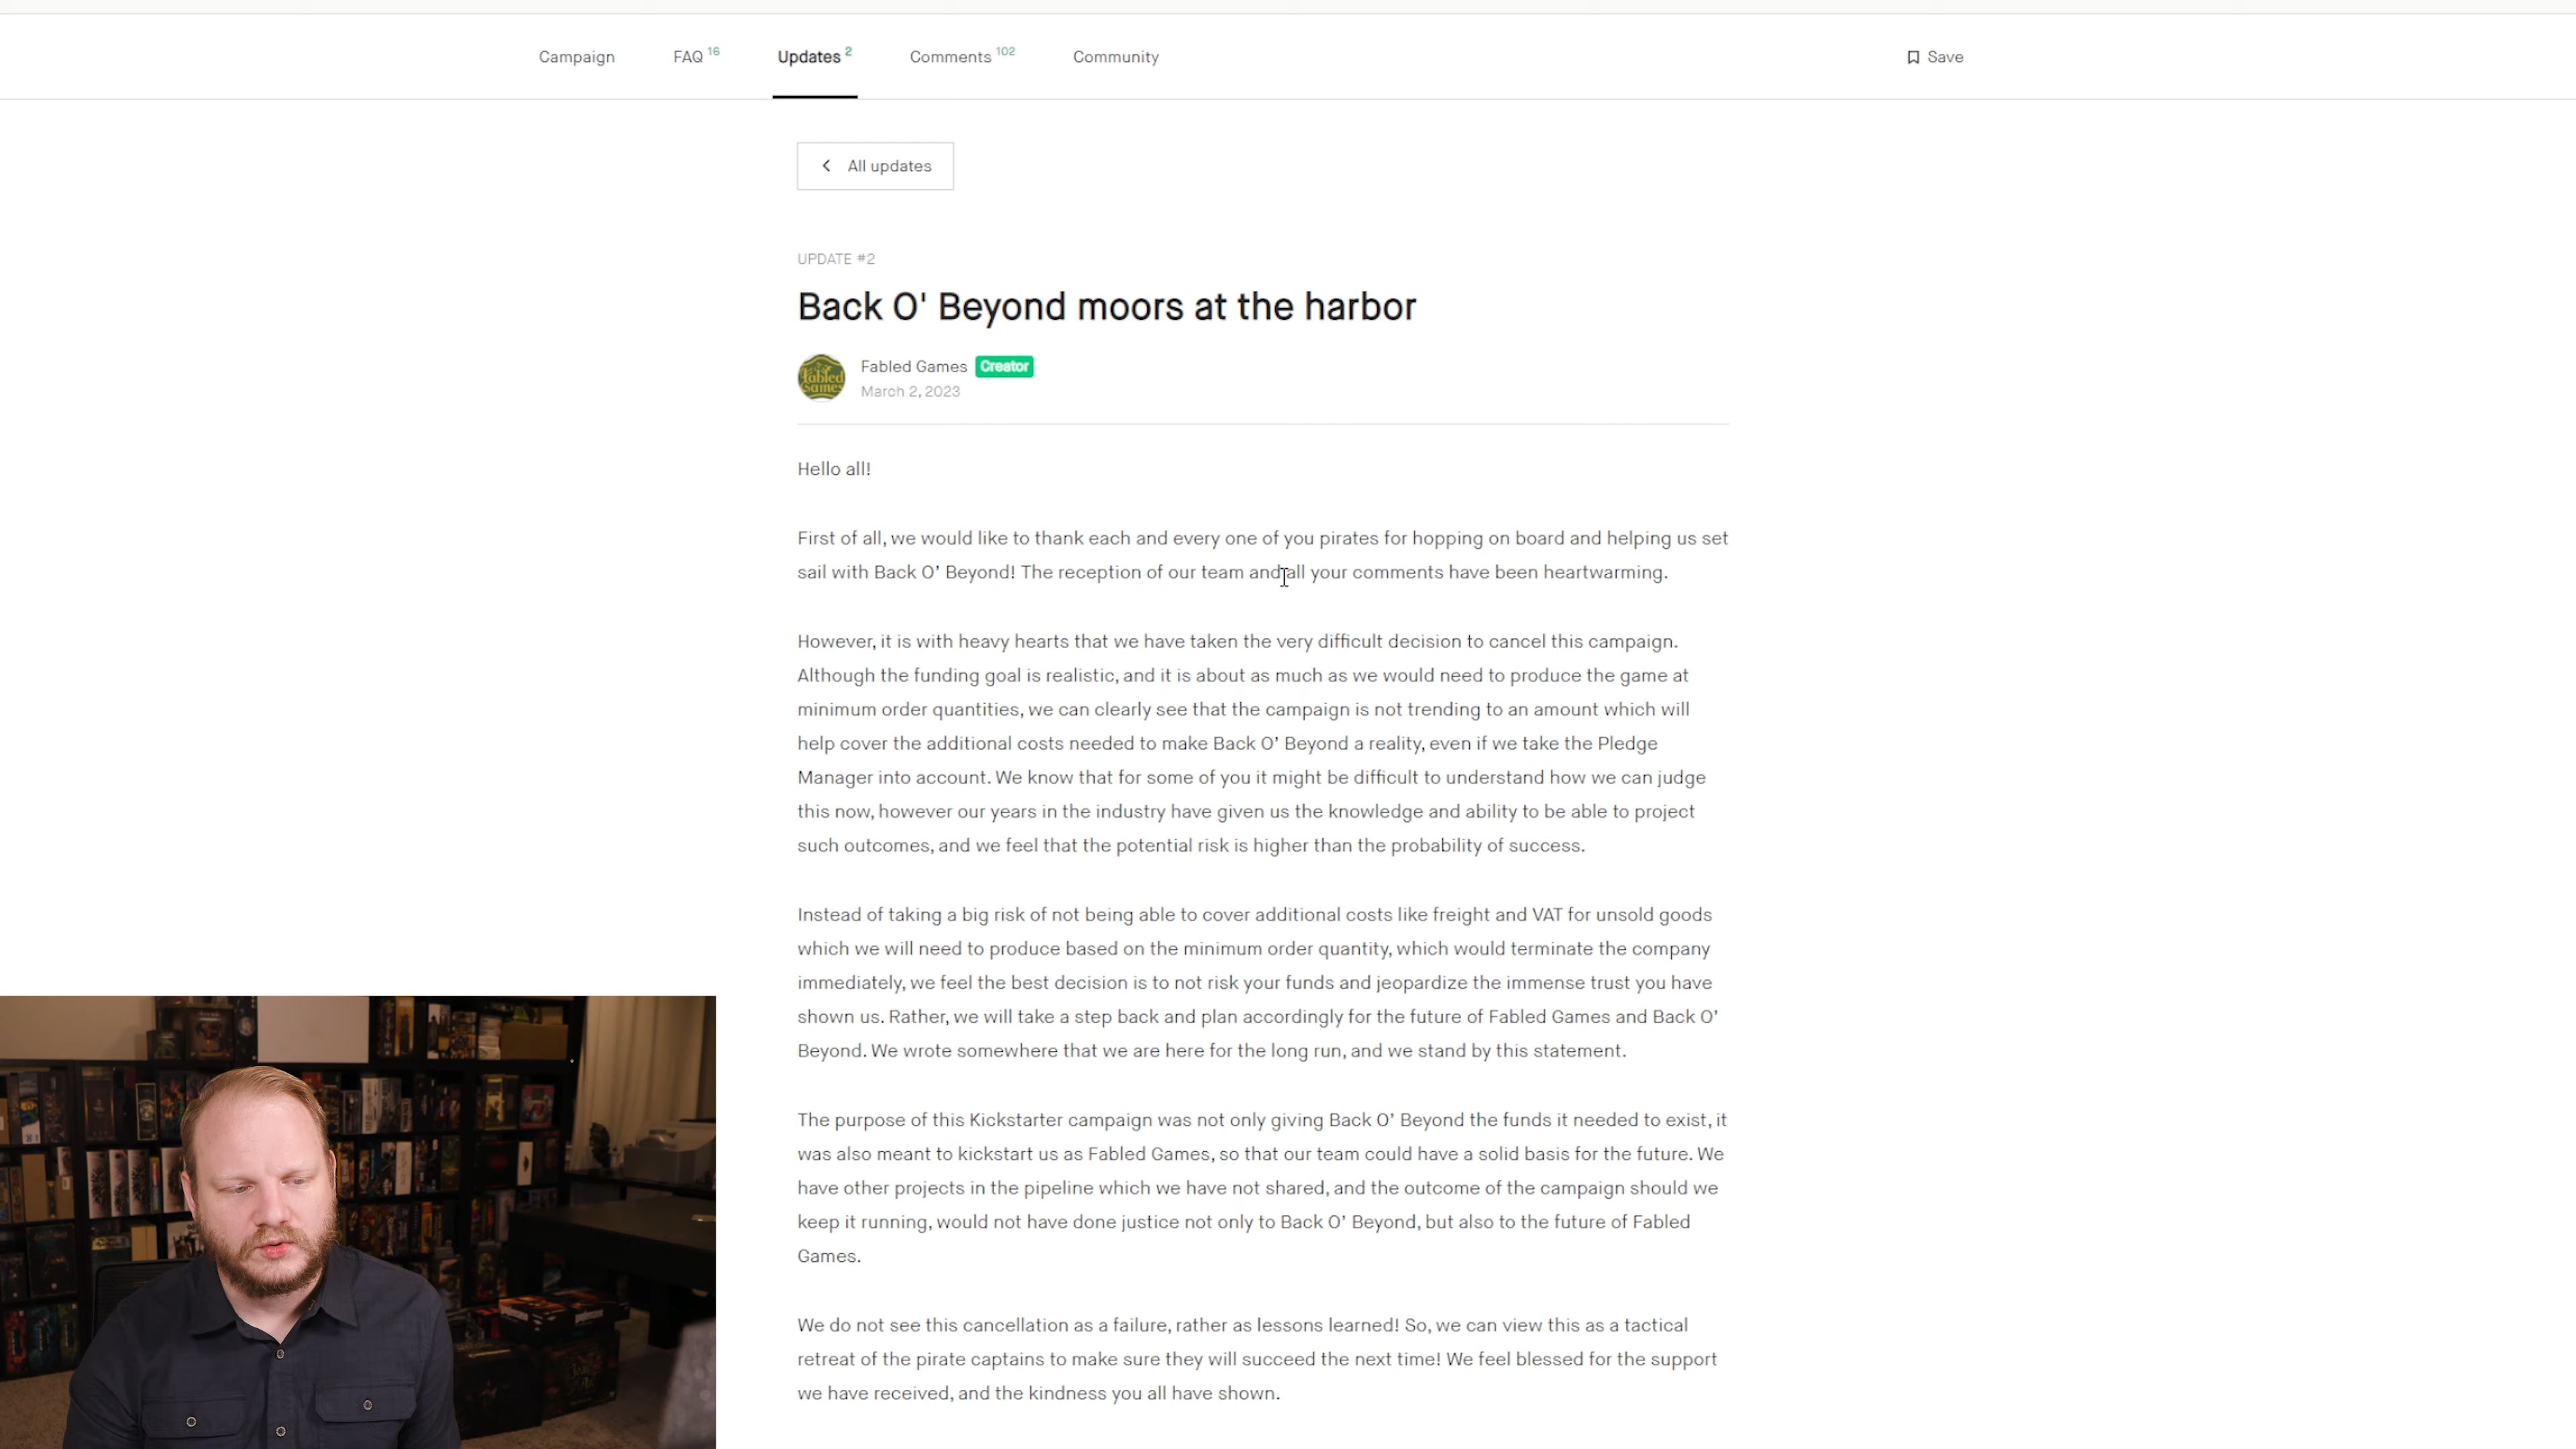 Campaign
FAQ 16
Updates 2
Comments 102
Community
Save
All updates
UPDATE #2
Back O' Beyond moors at the harbor
Fabled Games Creator
March 2, 2023
Fabled Games
Hello all!
First of all, we would like to thank each and every one of you pirates for hopping on board and helping us set
sail with Back O’ Beyond! The reception of our team and all your comments have been heartwarming.
However, it is with heavy hearts that we have taken the very difficult decision to cancel this campaign.
Although the funding goal is realistic, and it is about as much as we would need to produce the game at
minimum order quantities, we can clearly see that the campaign is not trending to an amount which will
help cover the additional costs needed to make Back O’ Beyond a reality, even if we take the Pledge
Manager into account. We know that for some of you it might be difficult to understand how we can judge
this now, however our years in the industry have given us the knowledge and ability to be able to project
such outcomes, and we feel that the potential risk is higher than the probability of success.
Instead of taking a big risk of not being able to cover additional costs like freight and VAT for unsold goods
which we will need to produce based on the minimum order quantity, which would terminate the company
immediately, we feel the best decision is to not risk your funds and jeopardize the immense trust you have
shown us. Rather, we will take a step back and plan accordingly for the future of Fabled Games and Back O’
Beyond. We wrote somewhere that we are here for the long run, and we stand by this statement.
The purpose of this Kickstarter campaign was not only giving Back O’ Beyond the funds it needed to exist, it
was also meant to kickstart us as Fabled Games, so that our team could have a solid basis for the future. We
have other projects in the pipeline which we have not shared, and the outcome of the campaign should we
keep it running, would not have done justice not only to Back O’ Beyond, but also to the future of Fabled
Games.
We do not see this cancellation as a failure, rather as lessons learned! So, we can view this as a tactical
retreat of the pirate captains to make sure they will succeed the next time! We feel blessed for the support
we have received, and the kindness you all have shown.